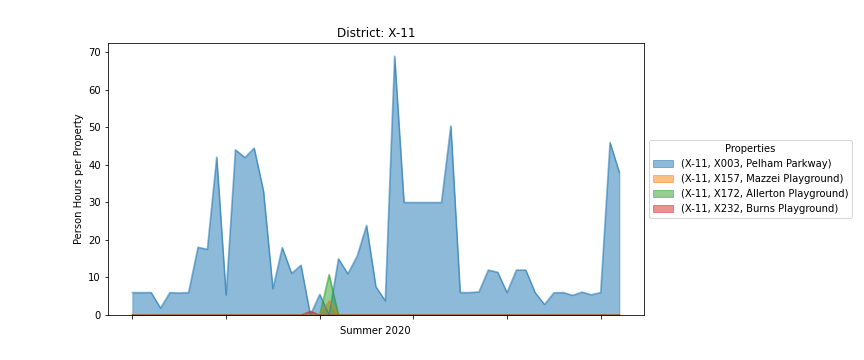 District: X-11
70
60
50
40
30
20
10
0
Person Hours per Property
Summer 2020
Properties
(X-11, X003, Pelham Parkway)
(X-11, X157, Mazzei Playground)
(X-11, X172, Allerton Playground)
(X-11, X232, Burns Playground)